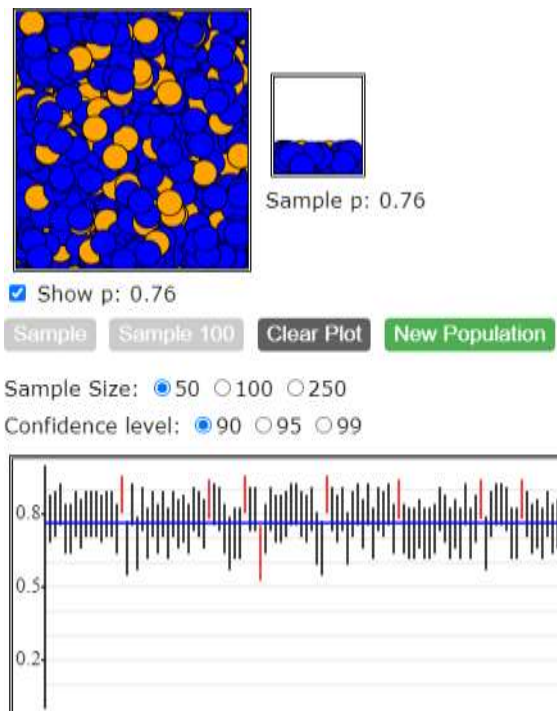 Sample p: 0.76
Show p: 0.76
Sample Sample 100 Clear Plot New Population
Sample Size: 50 100 250
Confidence level: 90 95 99
0.8
0.5
0.2